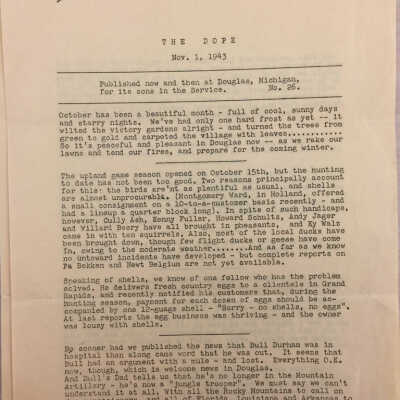 THE DOPE
Nov. 1, 1943
Published now and then at Douglas, Michigan,
for its sons in the Service. No. 26.
October has been a beautiful month - full of cool, sunny days
and starry nights. We've had only one hard frost as yet -- it
wilted the victory gardens alright - and turned the trees from
green to gold and carpeted the village with leaves............
So it's peaceful and pleasant in Douglas now -- as we rake our
lawns and tend our fires, and prepare for the coming winter.
The upland game season opened on October 15th, but the hunting
to date has not been too good. Two reasons principally account
for this: the birds are'nt as plentiful as usual, and shells
are almost unprocurable. (Montgomery Ward, in Holland, offered
a small consignment on a 10-to-a-customer basis recently - and
had a lineup a quarter block long). In spite of such handicaps,
however, Cully Ash, Benny Fuller, Howard Schultz, Andy Jager
and Willard Beery have all brought in pheasants, and Ky Walz
came in with ten squirrels. Also, most of the local ducks have
been brought down, though few flight ducks or geese have come
in, owing to the moderate weather........And as far as we know
no untoward incidents have developed - but complete reports on
Pa Bekken and Newt Belgium are not yet available.
Speaking of shells, we know of one fellow who has the problem
solved. He delivers fresh country eggs to a clientele in Grand
Rapids, and recently notified his customers that, during the
hunting season, payment for each dozen of eggs should be ac-
companied by one 12-guage shell - "Sorry - no shells, no eggs".
At last reports the egg business was thriving - and the owner
was lousy with shells.
No sooner had we published the news that Bull Durham was in
hospital than along came word that he was out. It seems that
Bull had an argument with a mule - and lost. Everything O.K.
now, though, which is welcome news in Douglas.
And Bull's Dad tells us that he's no longer in the Mountain
Artillery - he's now a "jungle trooper". We must say we can't
understand it at all. With all the Rocky Mountains to call on
and all of Florida, Louisiana and Arkansas to